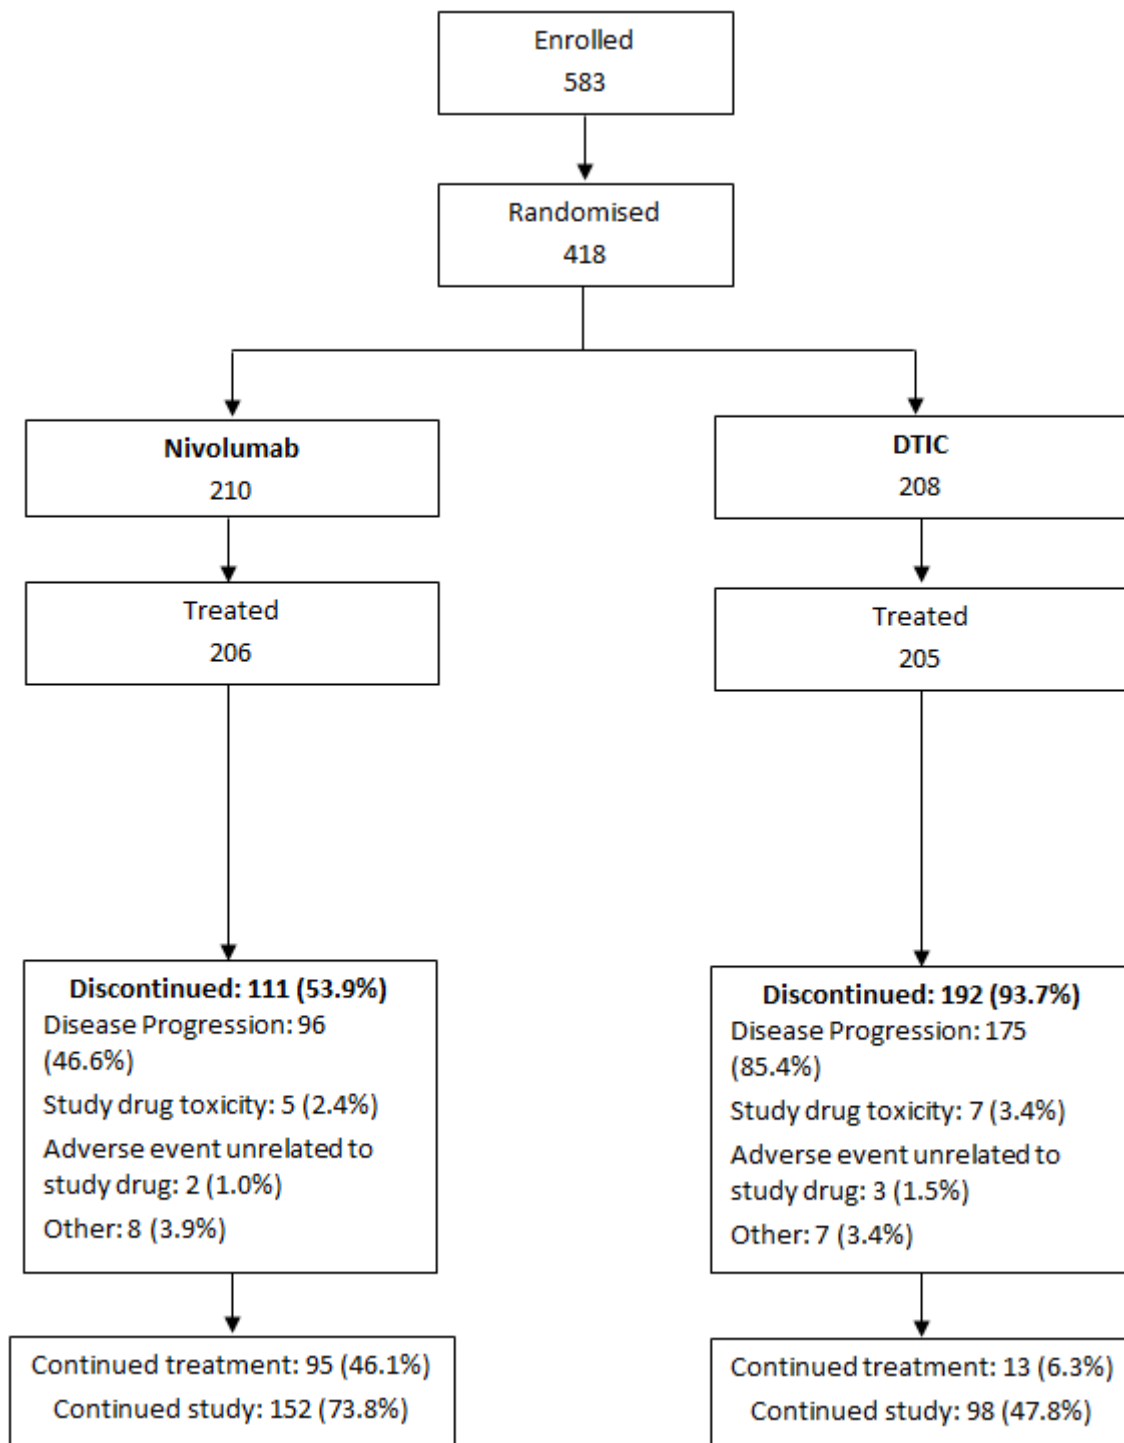 Enrolled
583
Randomised
418
Nivolumab
210
DTIC
208
Treated
206
Treated
205
Discontinued: 111 (53.9%)
Disease Progression: 96
(46.6%)
Study drug toxicity: 5 (2.4%)
Adverse event unrelated to
study drug: 2 (1.0%)
Other: 8 (3.9%)
Discontinued: 192 (93.7%)
Disease Progression: 175
(85.4%)
Study drug toxicity: 7 (3.4%)
Adverse event unrelated to
study drug: 3 (1.5%)
Other: 7 (3.4%)
Continued treatment: 95 (46.1%)
Continued study: 152 (73.8%)
Continued treatment: 13 (6.3%)
Continued study: 98 (47.8%)